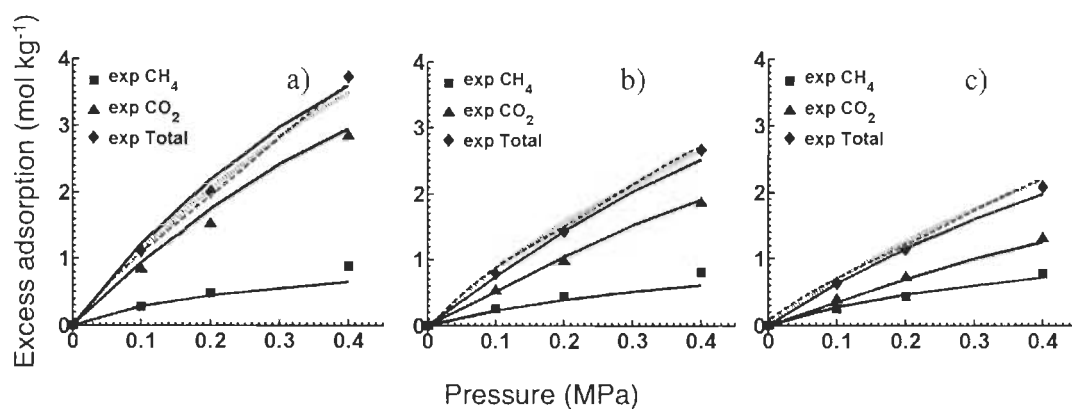 Excess adsorption (mol kg⁻¹)
4
3
2
1
0
exp CH₄
exp CO₂
exp Total
a)
0 0.1 0.2 0.3 0.4
4
3
2
1
0
exp CH₄
exp CO₂
exp Total
b)
0 0.1 0.2 0.3 0.4
4
3
2
1
0
exp CH₄
exp CO₂
exp Total
c)
0 0.1 0.2 0.3 0.4
Pressure (MPa)